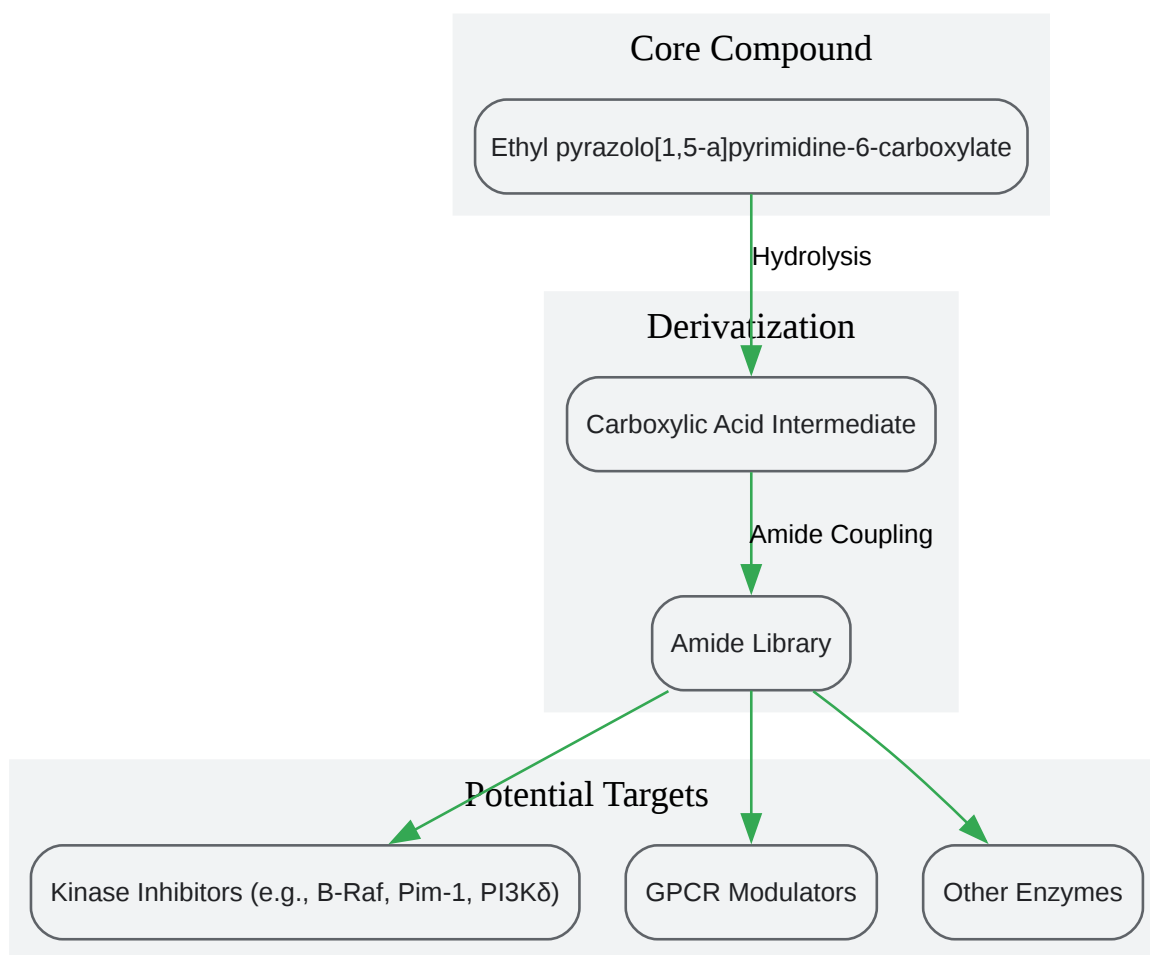 Core Compound
Ethyl pyrazolo[1,5-a]pyrimidine-6-carboxylate
Hydrolysis
Derivatization
Carboxylic Acid Intermediate
Amide Coupling
Amide Library
Potential Targets
Kinase Inhibitors (e.g., B-Raf, Pim-1, PI3Kδ)
GPCR Modulators
Other Enzymes